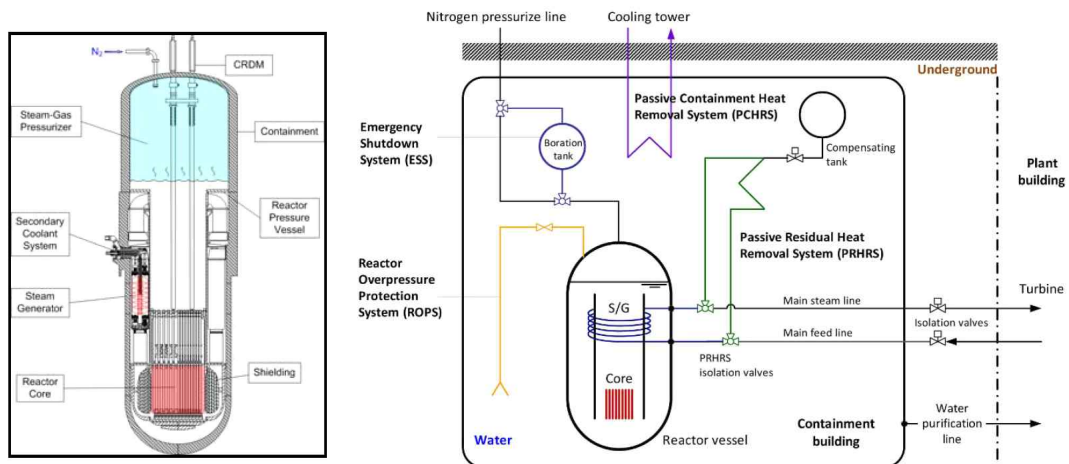 N₂
CRDM
Steam-Gas
Pressurizer
Containment
Reactor
Pressure
Vessel
Secondary
Coolant
System
Steam
Generator
Reactor
Core
Shielding
Nitrogen pressurize line
Cooling tower
Underground
Passive Containment Heat
Removal System (PCHRS)
Emergency
Shutdown
System (ESS)
Boration
tank
Compensating
tank
Plant
building
Passive Residual Heat
Removal System (PRHRS)
Reactor
Overpressure
Protection
System (ROPS)
S/G
Main steam line
Turbine
Isolation valves
Main feed line
PRHRS
isolation valves
Core
Water
Reactor vessel
Containment
building
Water
purification
line